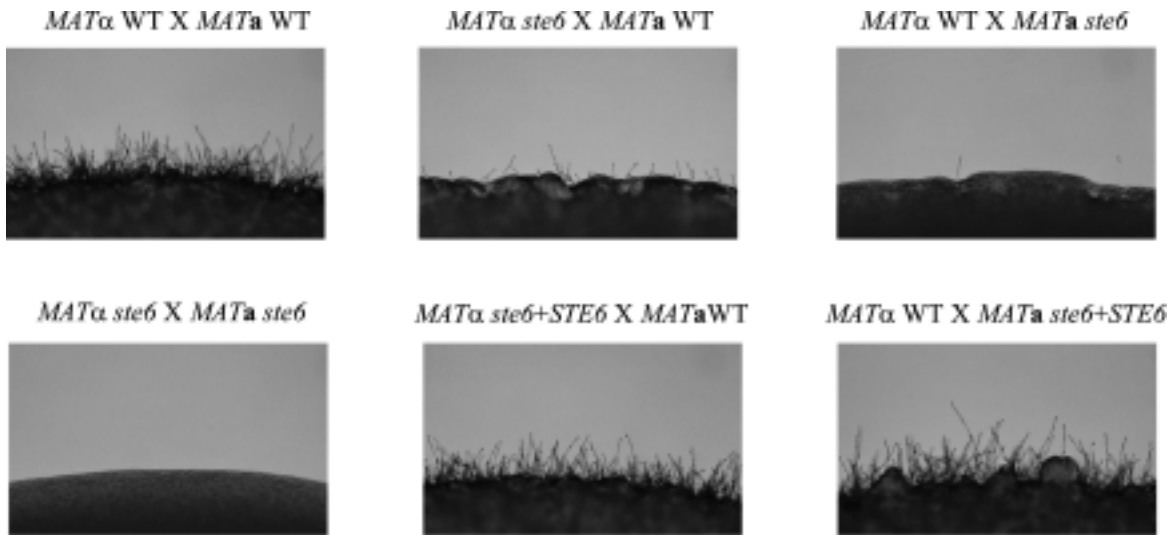 MATα WT X MATa WT
MATα ste6 X MATa WT
MATα WT X MATa ste6
MATα ste6 X MATa ste6
MATα ste6+STE6 X MATaWT
MATα WT X MATa ste6+STE6